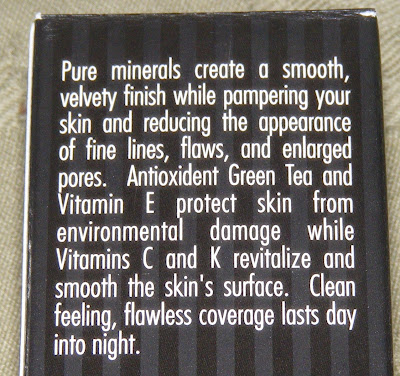 Pure minerals create a smooth,
velvety finish while pampering your
skin and reducing the appearance
of fine lines, flaws, and enlarged
pores. Antioxident Green Tea and
Vitamin E protect skin from
environmental damage while
Vitamins C and K revitalize and
smooth the skin's surface. Clean
feeling, flawless coverage lasts day
into night.